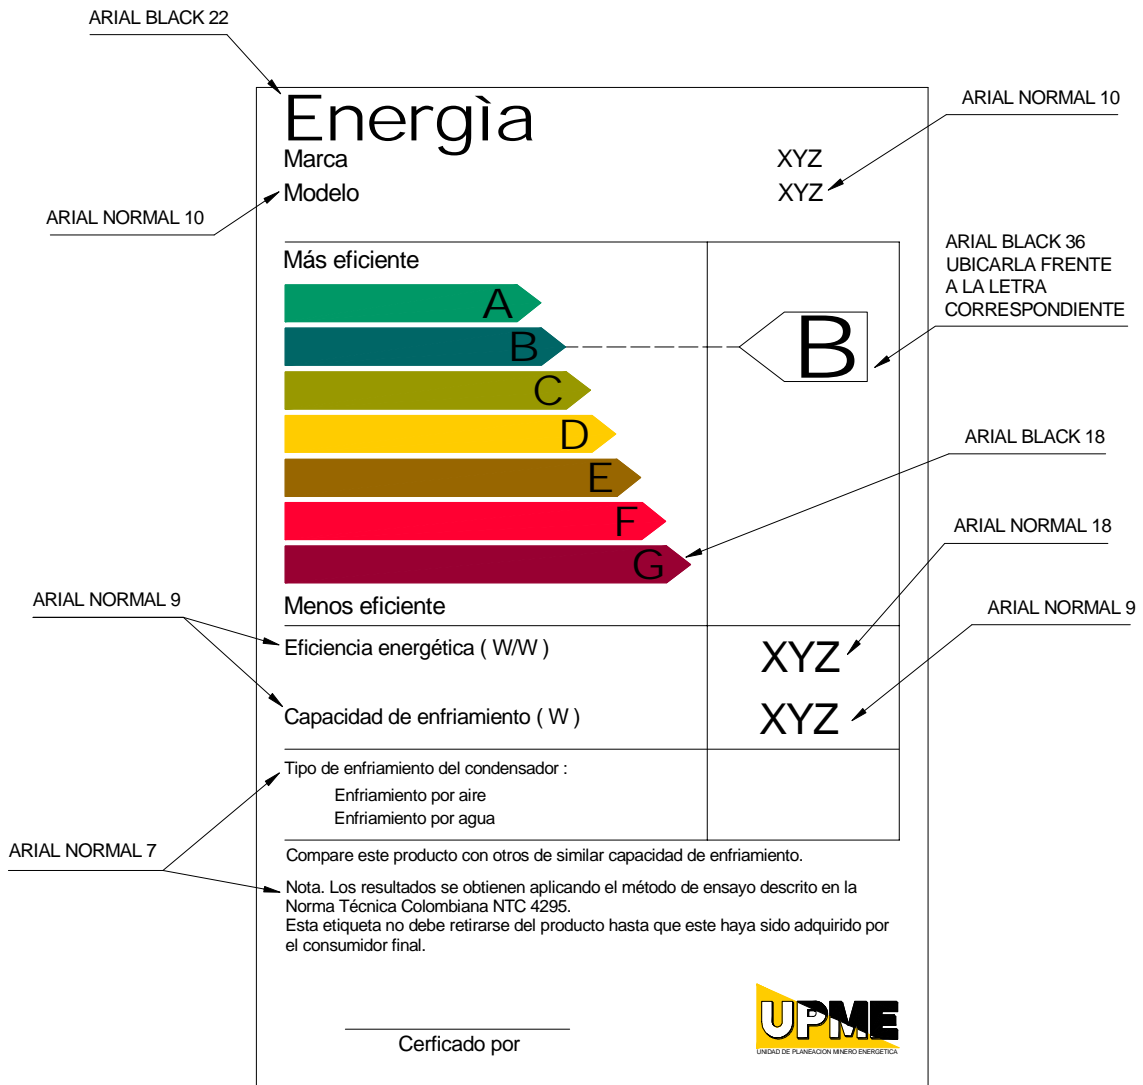 ARIAL BLACK 22
Energìa
ARIAL NORMAL 10
Marca XYZ
Modelo XYZ
ARIAL NORMAL 10
Más eficiente
ARIAL BLACK 36
UBICARLA FRENTE
A LA LETRA
CORRESPONDIENTE
A
B B
C
D
ARIAL BLACK 18
E
F
ARIAL NORMAL 18
G
Menos eficiente
ARIAL NORMAL 9
ARIAL NORMAL 9
Eficiencia energética ( W/W ) XYZ
Capacidad de enfriamiento ( W ) XYZ
Tipo de enfriamiento del condensador :
Enfriamiento por aire
Enfriamiento por agua
ARIAL NORMAL 7
Compare este producto con otros de similar capacidad de enfriamiento.
Nota. Los resultados se obtienen aplicando el método de ensayo descrito en la
Norma Técnica Colombiana NTC 4295.
Esta etiqueta no debe retirarse del producto hasta que este haya sido adquirido por
el consumidor final.
UPME
UNIDAD DE PLANEACION MINERO ENERGETICA
Cerficado por